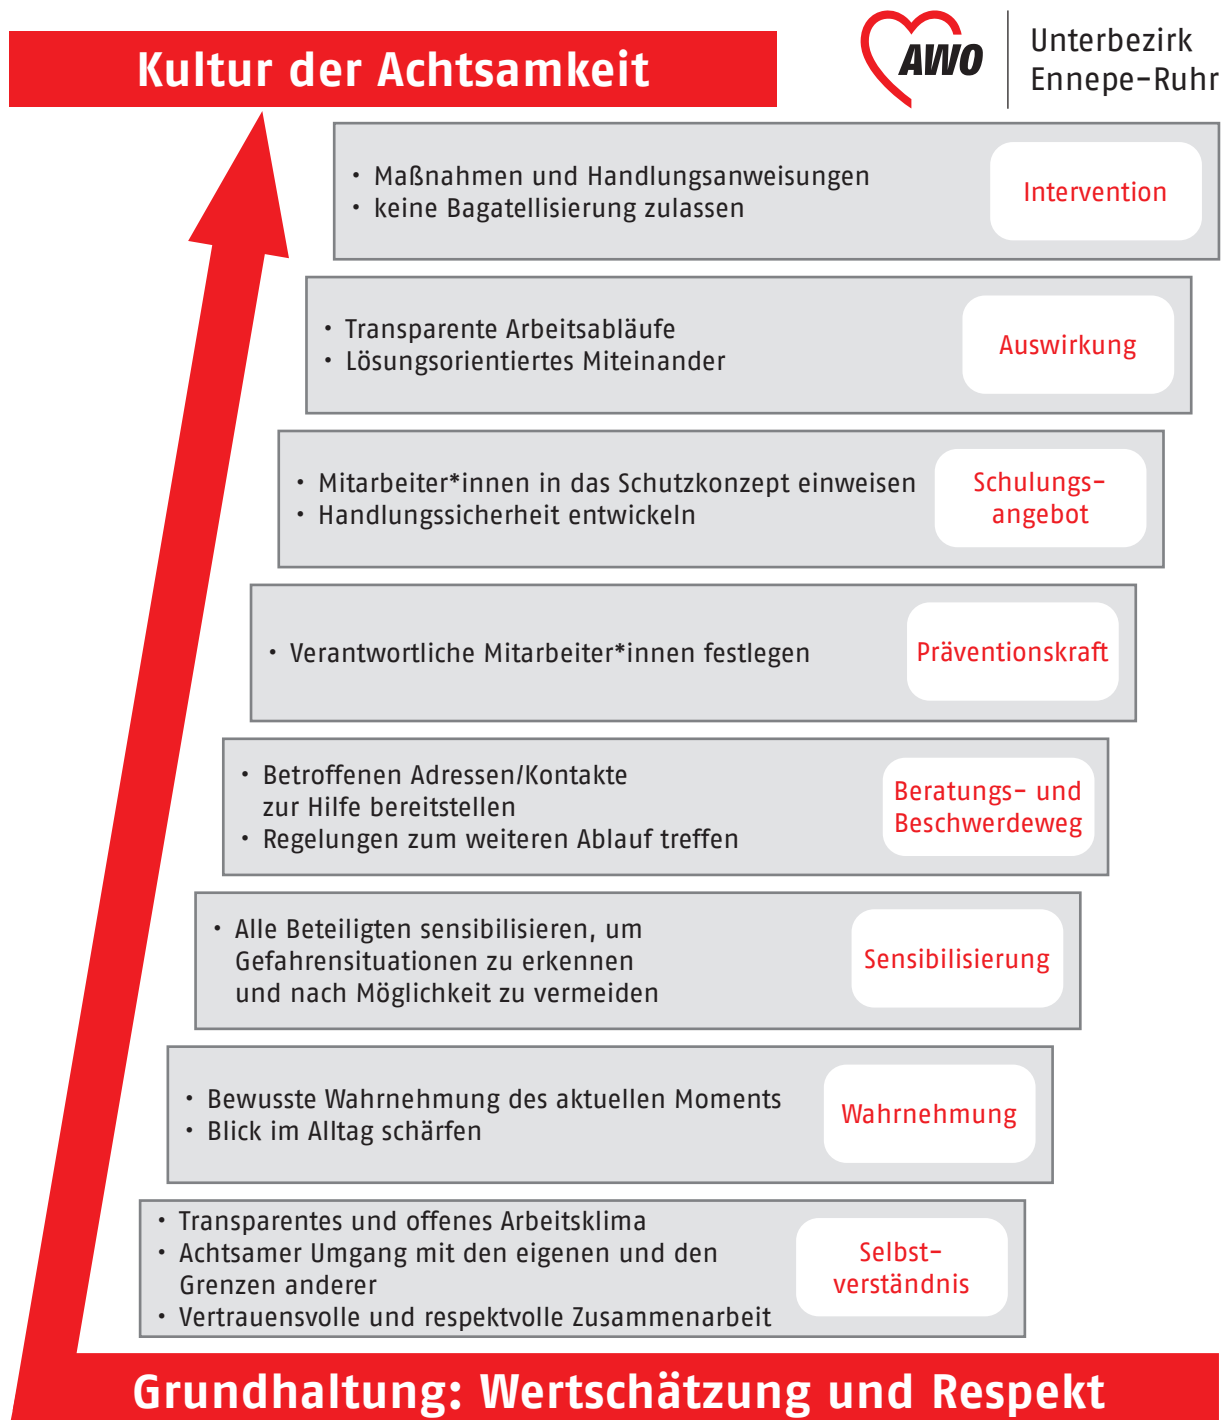 Kultur der Achtsamkeit
AWO
Unterbezirk
Ennepe-Ruhr
• Maßnahmen und Handlungsanweisungen
• keine Bagatellisierung zulassen
Intervention
• Transparente Arbeitsabläufe
• Lösungsorientiertes Miteinander
Auswirkung
• Mitarbeiter*innen in das Schutzkonzept einweisen
• Handlungssicherheit entwickeln
Schulungs-
angebot
• Verantwortliche Mitarbeiter*innen festlegen
Präventionskraft
• Betroffenen Adressen/Kontakte
zur Hilfe bereitstellen
• Regelungen zum weiteren Ablauf treffen
Beratungs- und
Beschwerdeweg
• Alle Beteiligten sensibilisieren, um
Gefahrensituationen zu erkennen
und nach Möglichkeit zu vermeiden
Sensibilisierung
• Bewusste Wahrnehmung des aktuellen Moments
• Blick im Alltag schärfen
Wahrnehmung
• Transparentes und offenes Arbeitsklima
• Achtsamer Umgang mit den eigenen und den
Grenzen anderer
• Vertrauensvolle und respektvolle Zusammenarbeit
Selbst-
verständnis
Grundhaltung: Wertschätzung und Respekt